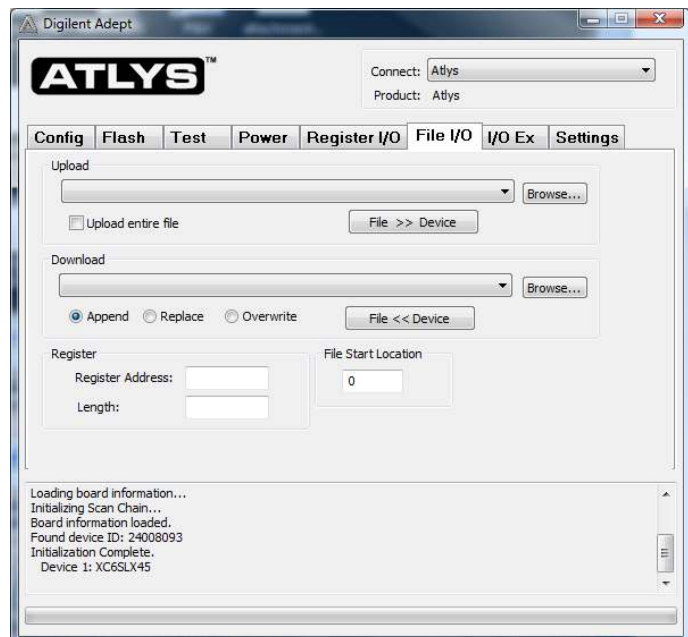 Digilent Adept
ATLYS™
Connect: Atlys
Product: Atlys
Config Flash Test Power Register I/O File I/O I/O Ex Settings
Upload
Browse...
Upload entire file
File >> Device
Download
Browse...
Append Replace Overwrite
File << Device
Register
File Start Location
Register Address:
0
Length:
Loading board information...
Initializing Scan Chain...
Board information loaded.
Found device ID: 24008093
Initialization Complete.
Device 1: XC6SLX45